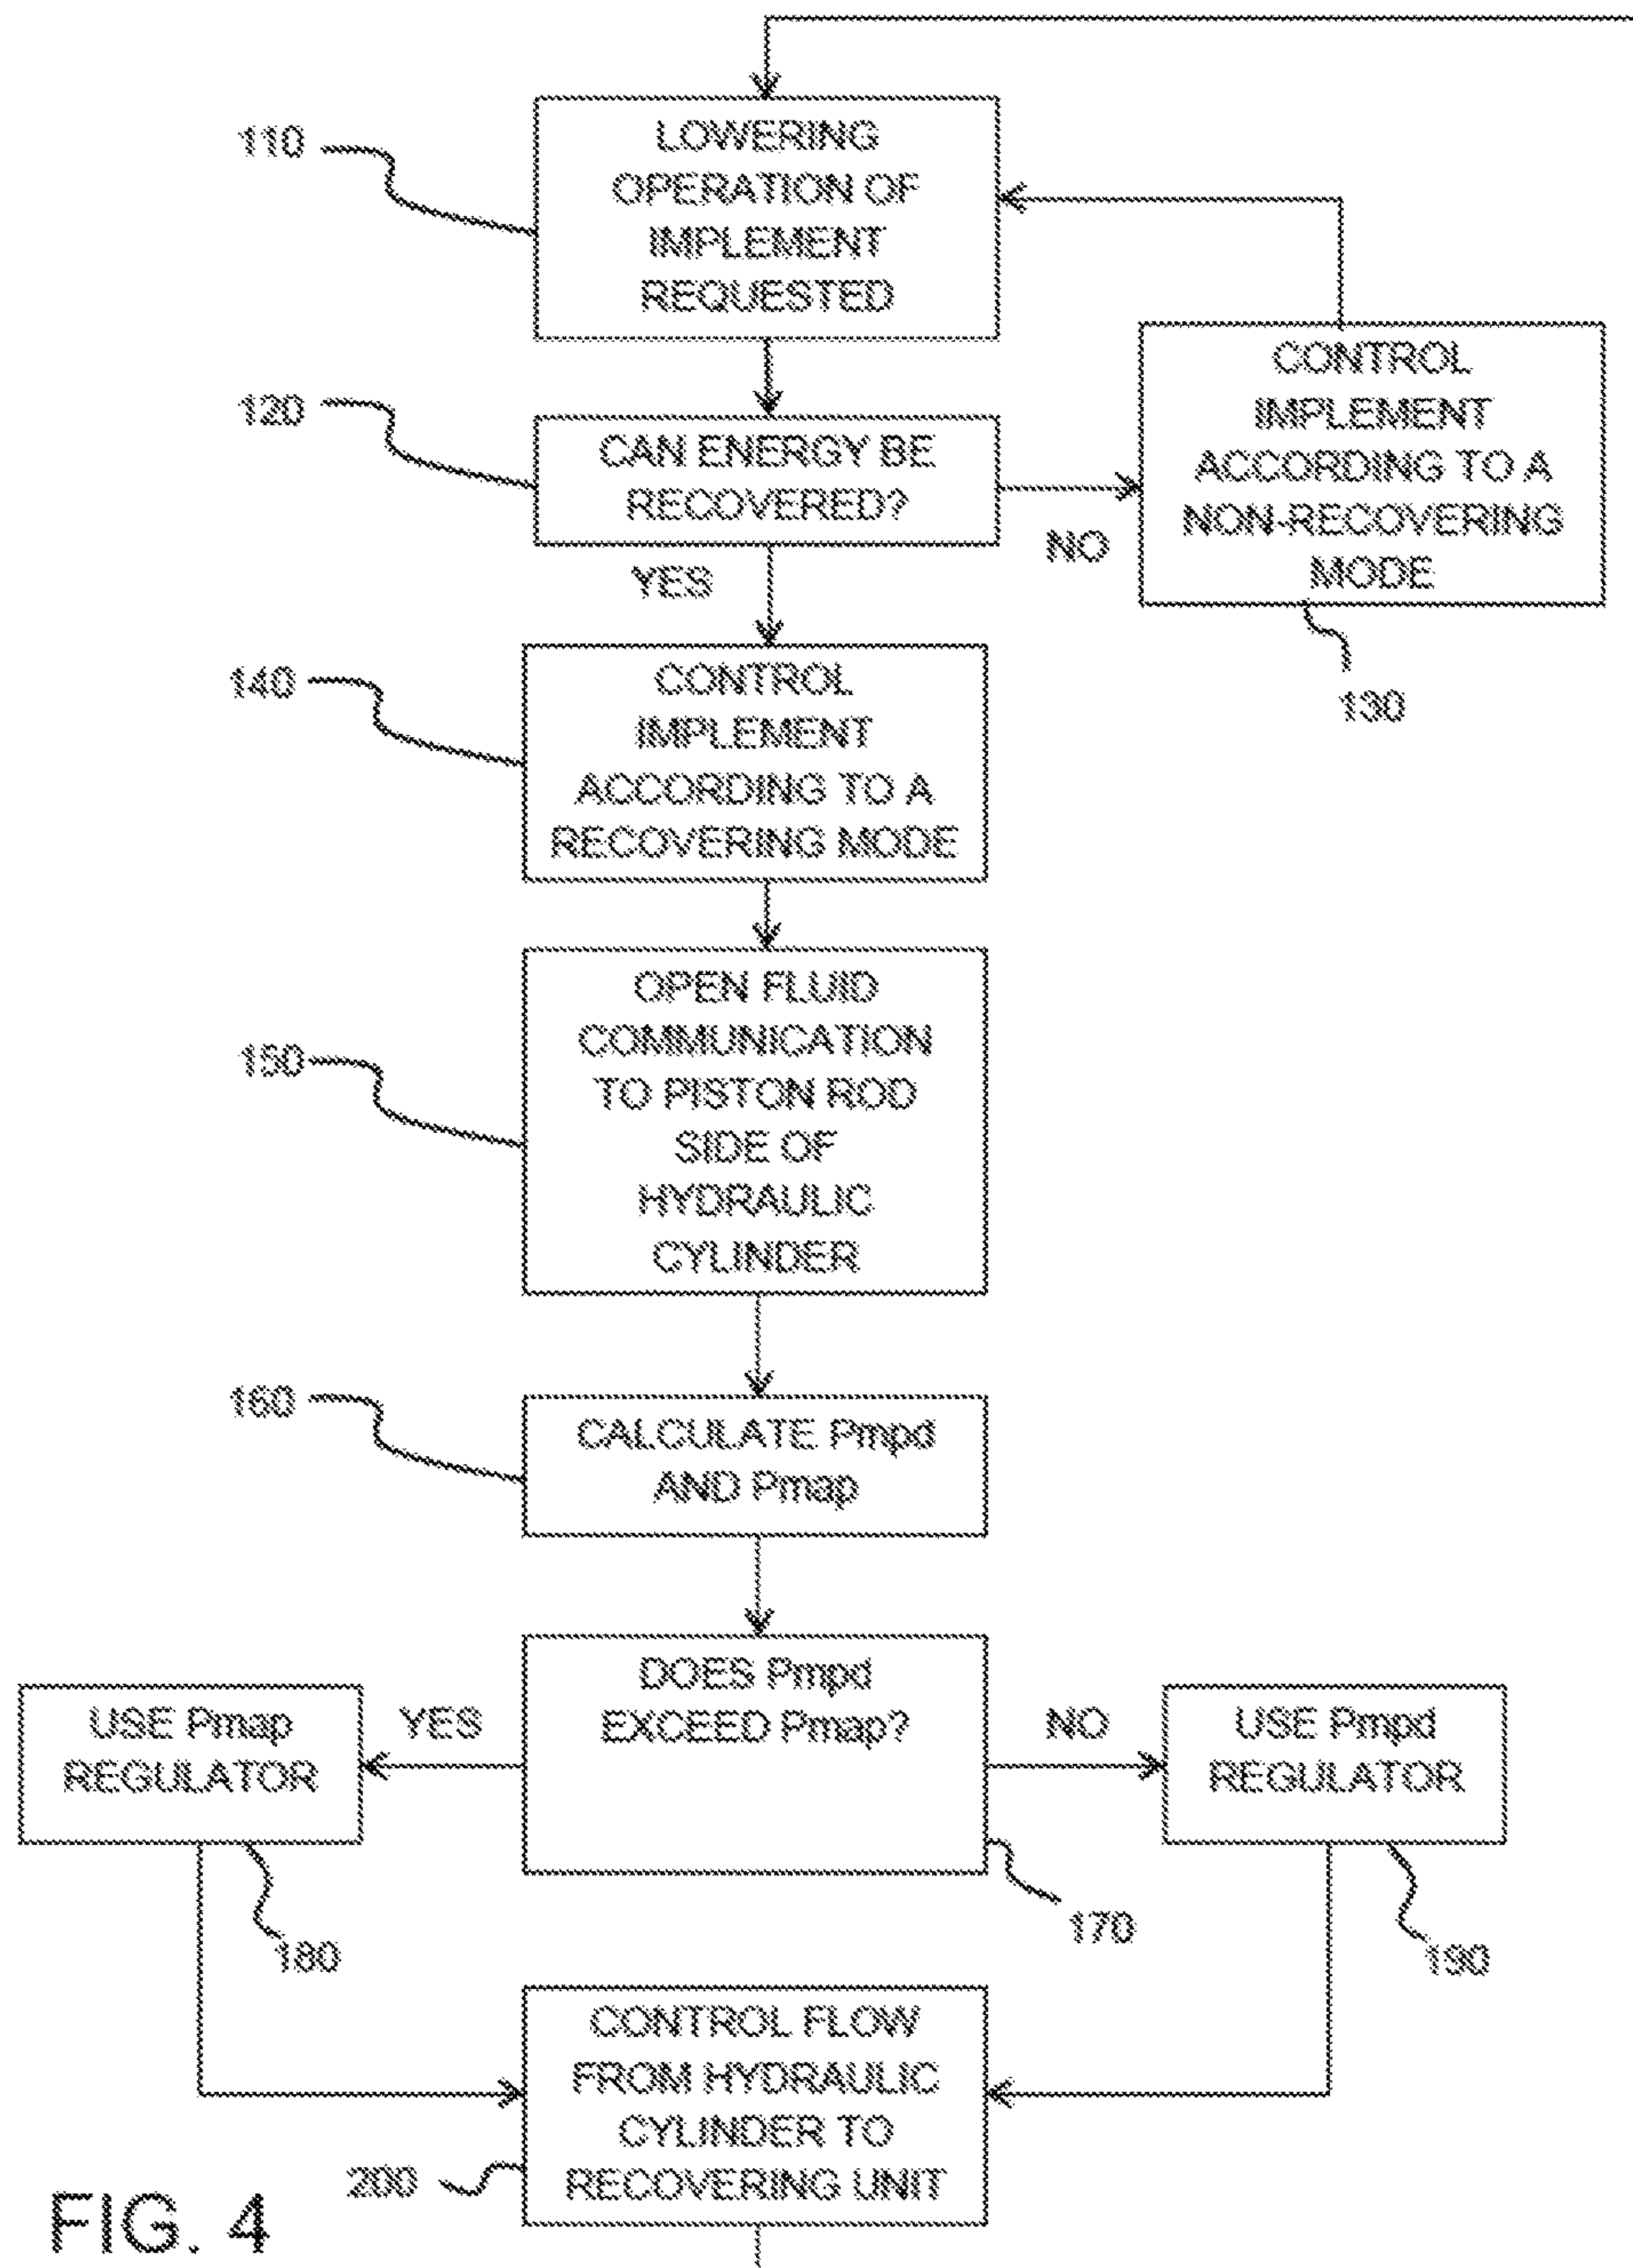 110
LOWERING
OPERATION OF
IMPLEMENT
REQUESTED
120
CAN ENERGY BE
RECOVERED?
NO
YES
CONTROL
IMPLEMENT
ACCORDING TO A
NON-RECOVERING
MODE
130
140
CONTROL
IMPLEMENT
ACCORDING TO A
RECOVERING MODE
150
OPEN FLUID
COMMUNICATION
TO PISTON ROD
SIDE OF
HYDRAULIC
CYLINDER
160
CALCULATE Pmpd
AND Pmap
DOES Pmpd
EXCEED Pmap?
170
YES
USE Pmap
REGULATOR
180
NO
USE Pmpd
REGULATOR
190
CONTROL FLOW
FROM HYDRAULIC
CYLINDER TO
RECOVERING UNIT
200
FIG. 4